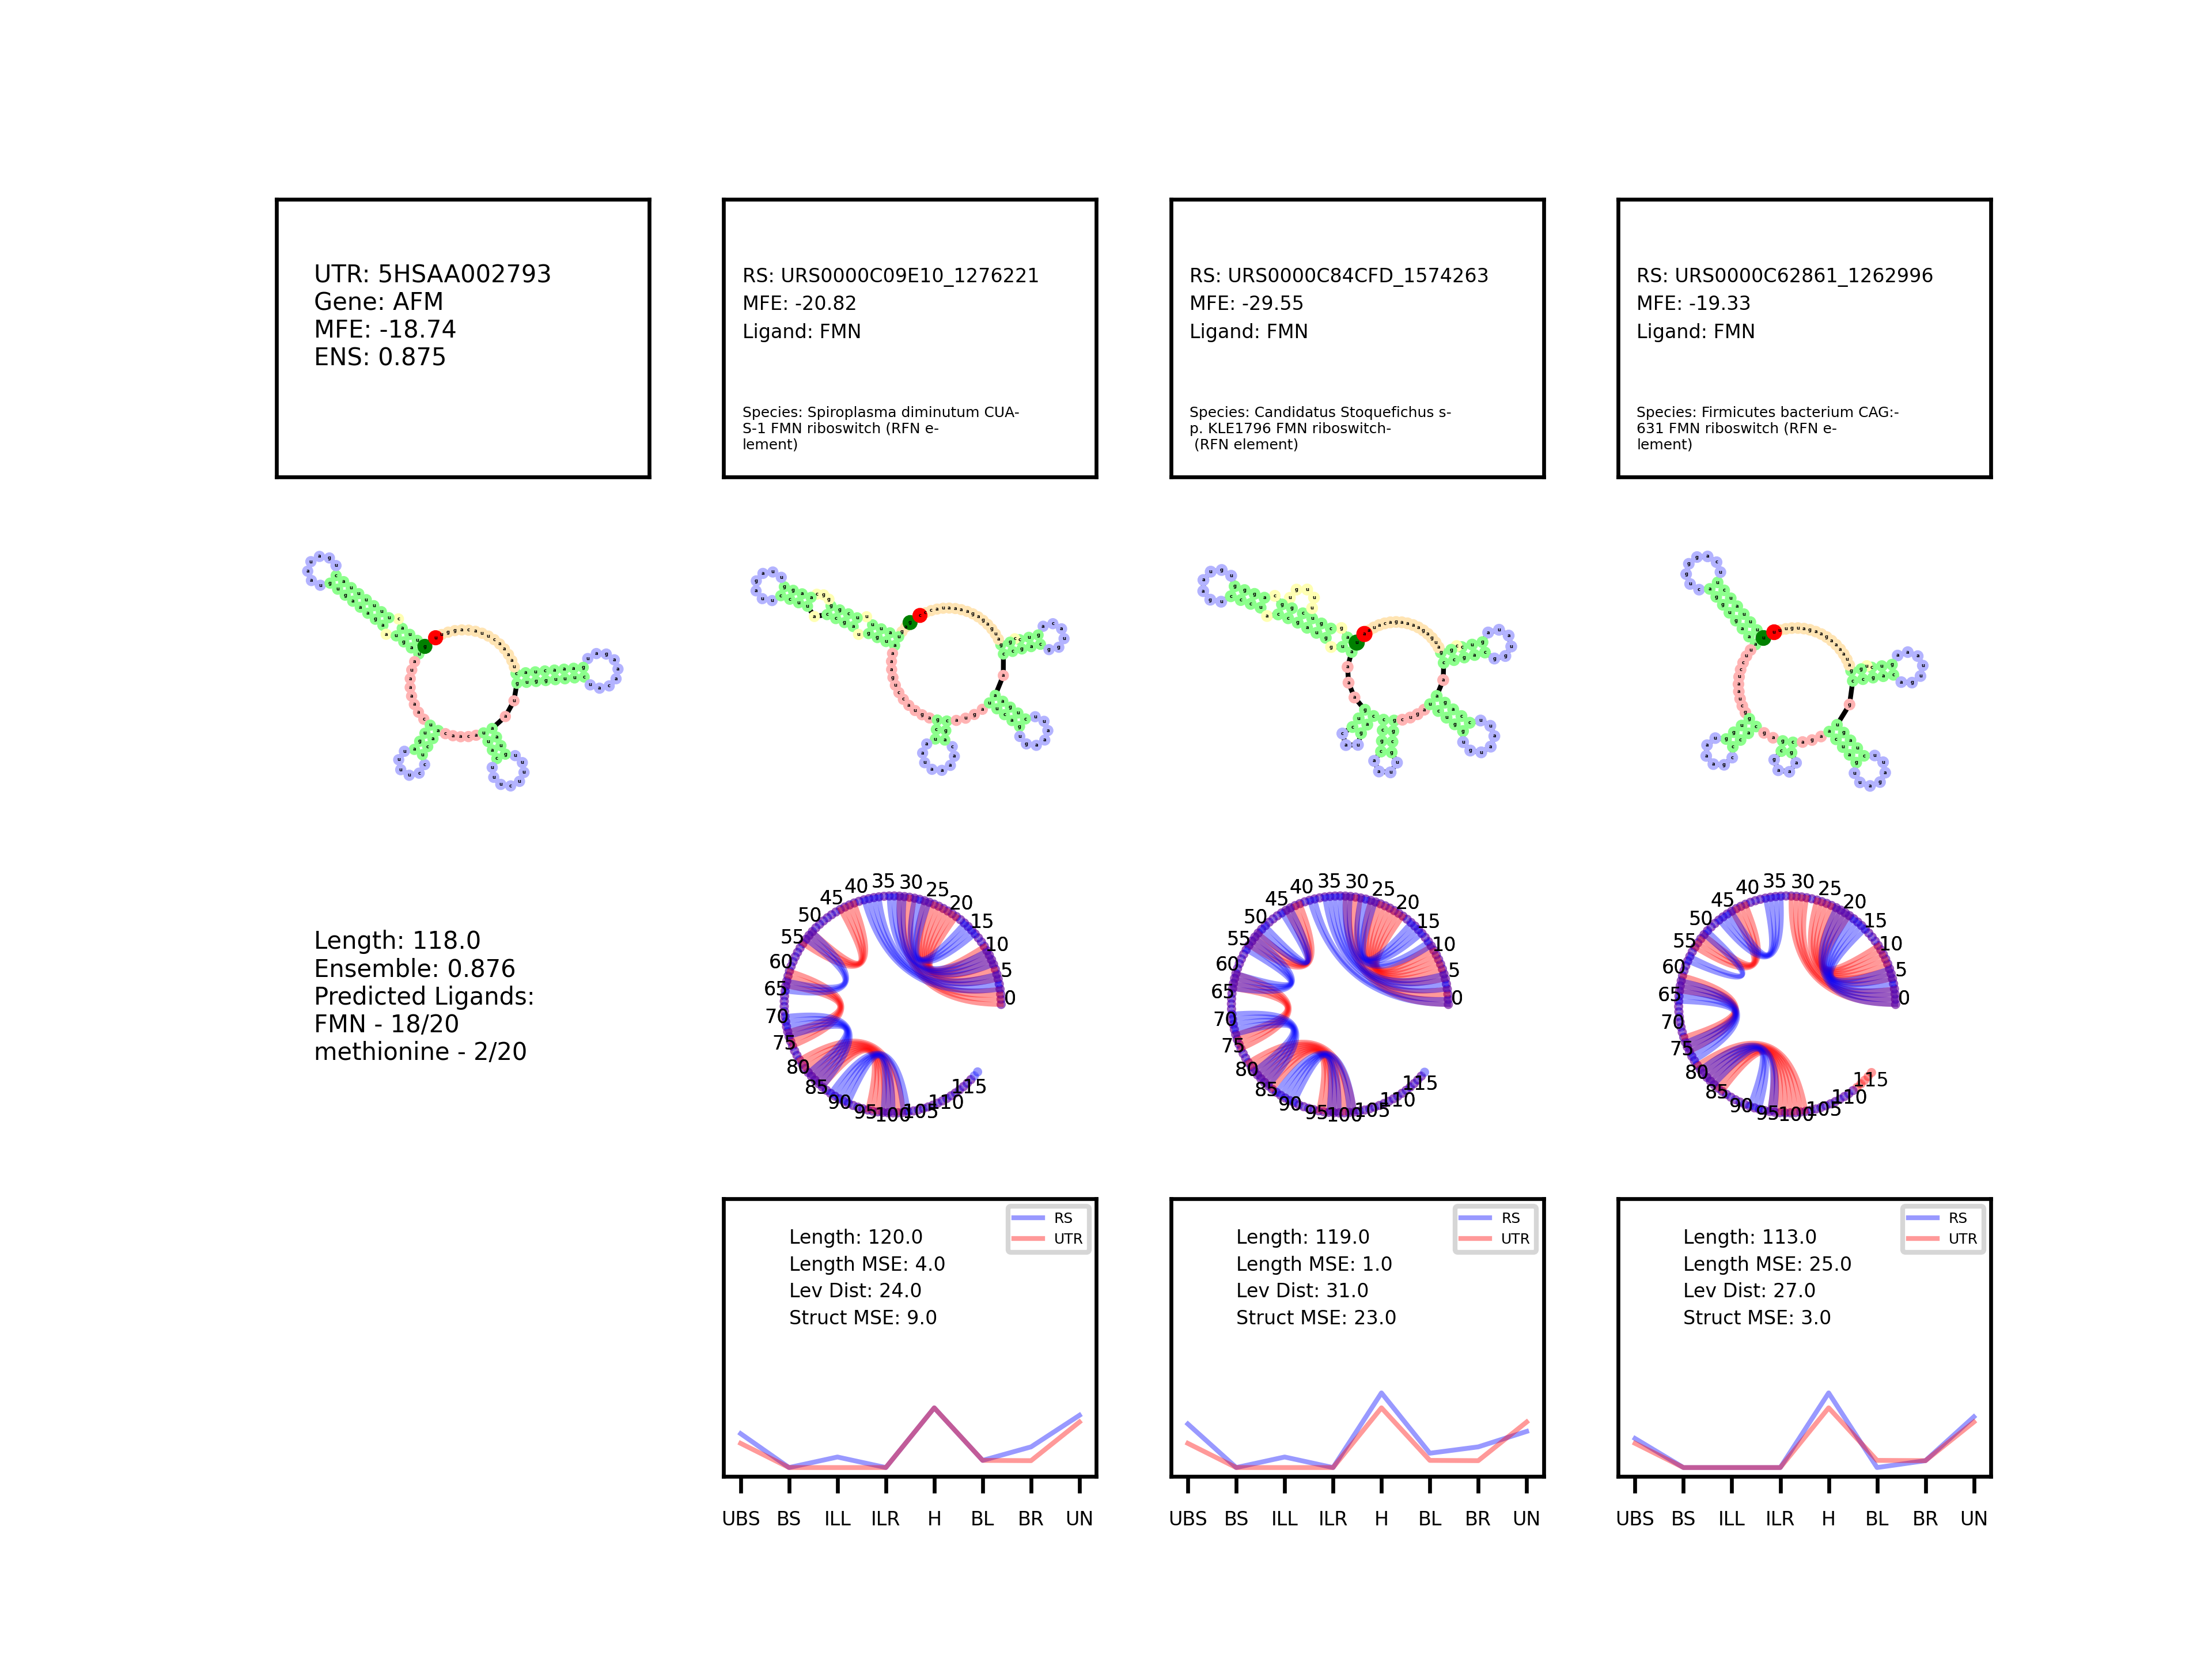 UTR: 5HSAA002793
Gene: AFM
MFE: -18.74
ENS: 0.875
RS: URS0000C09E10_1276221
MFE: -20.82
Ligand: FMN
Species: Spiroplasma diminutum CUA-
S-1 FMN riboswitch (RFN e-
lement)
RS: URS0000C84CFD_1574263
MFE: -29.55
Ligand: FMN
Species: Candidatus Stoquefichus s-
p. KLE1796 FMN riboswitch-
(RFN element)
RS: URS0000C62861_1262996
MFE: -19.33
Ligand: FMN
Species: Firmicutes bacterium CAG:-
631 FMN riboswitch (RFN e-
lement)
Length: 118.0
Ensemble: 0.876
Predicted Ligands:
FMN - 18/20
methionine - 2/20
0 5 10 15 20 25 30 35 40 45 50 55 60 65 70 75 80 85 90 95 100 105 110 115
0 5 10 15 20 25 30 35 40 45 50 55 60 65 70 75 80 85 90 95 100 105 110 115
0 5 10 15 20 25 30 35 45 50 55 60 65 70 75 80 85 90 95 100 105 110 115
Length: 120.0
Length MSE: 4.0
Lev Dist: 24.0
Struct MSE: 9.0
RS
UTR
UBS BS ILL ILR H BL BR UN
Length: 119.0
Length MSE: 1.0
Lev Dist: 31.0
Struct MSE: 23.0
RS
UTR
UBS BS ILL ILR H BL BR UN
Length: 113.0
Length MSE: 25.0
Lev Dist: 27.0
Struct MSE: 3.0
RS
UTR
UBS BS ILL ILR H BL BR UN